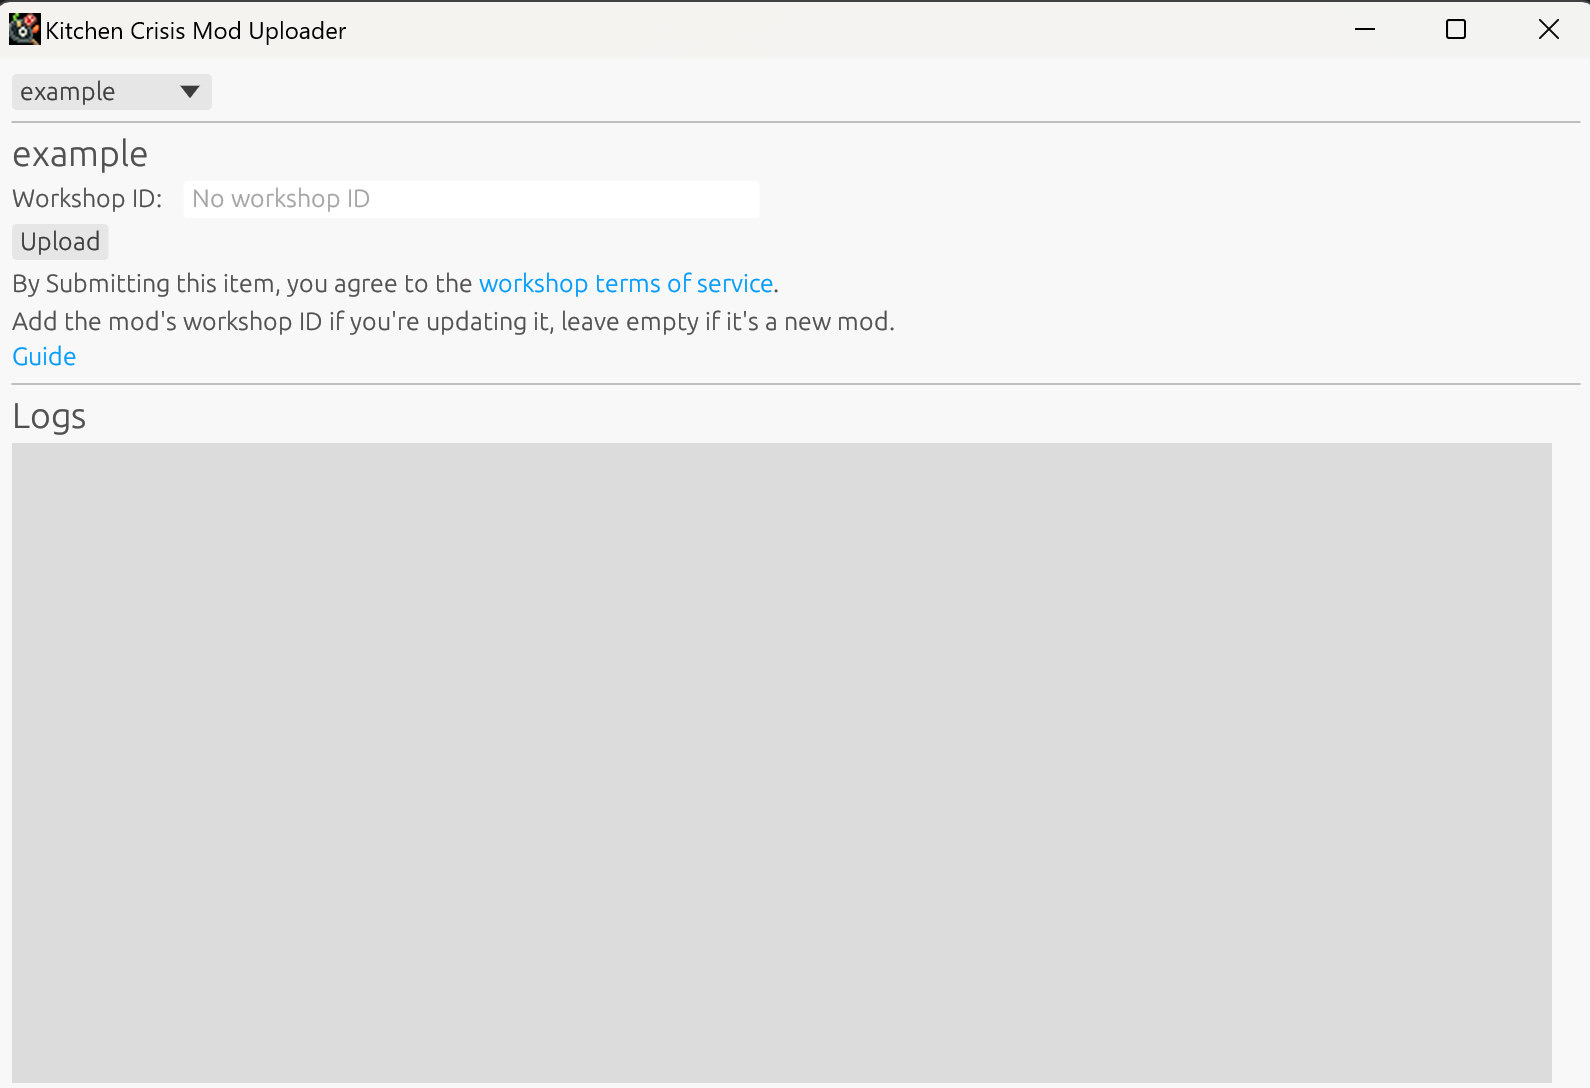 Kitchen Crisis Mod Uploader
example
example
Workshop ID: No workshop ID
Upload
By Submitting this item, you agree to the workshop terms of service.
Add the mod's workshop ID if you're updating it, leave empty if it's a new mod.
Guide
Logs